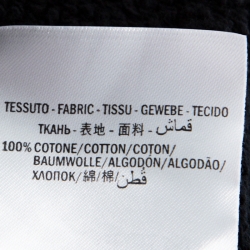 TESSUTO - FABRIC - TISSU - GEWEBE - TECIDO
ТКАНЬ - 表地 - 面料 - قماش
100% COTONE/COTTON/COTON/
BAUMWOLLE/ALGODÓN/ALGODÃO/
ХЛОПОК/綿/棉/ قُطن